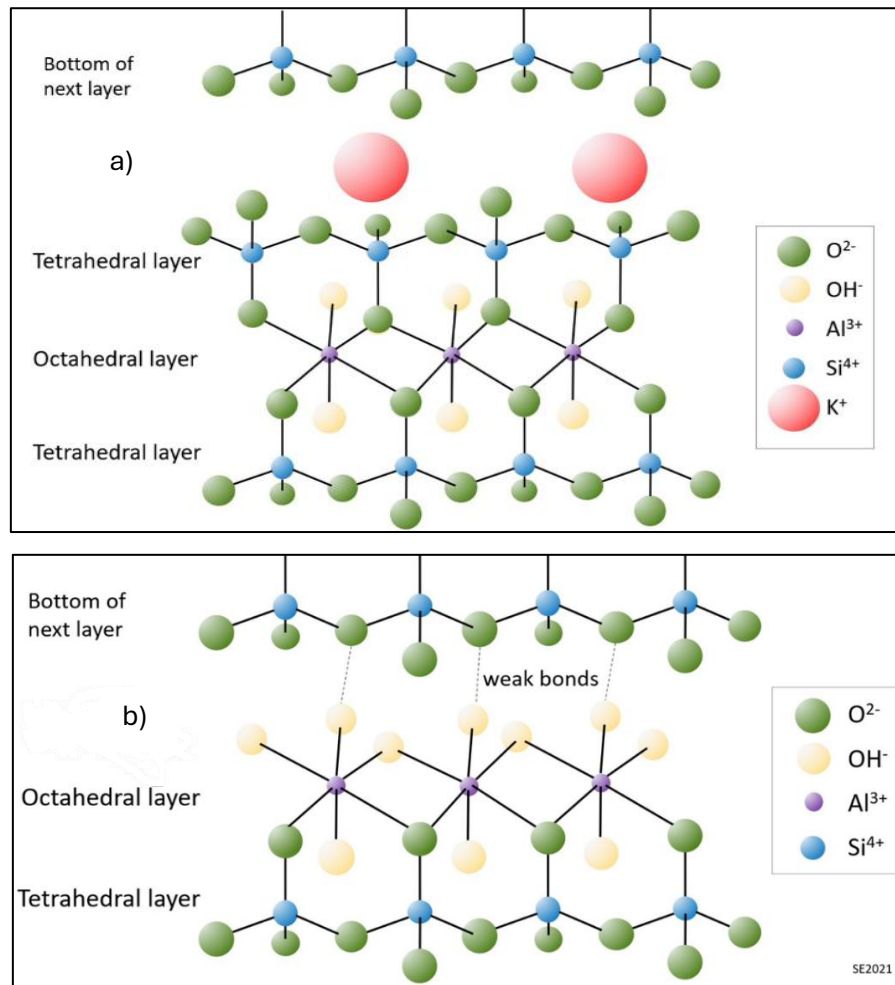 Bottom of
next layer
a)
Tetrahedral layer
Octahedral layer
Tetrahedral layer
O²⁻
OH⁻
Al³⁺
Si⁴⁺
K⁺
Bottom of
next layer
weak bonds
b)
Octahedral layer
Tetrahedral layer
O²⁻
OH⁻
Al³⁺
Si⁴⁺
SE2021